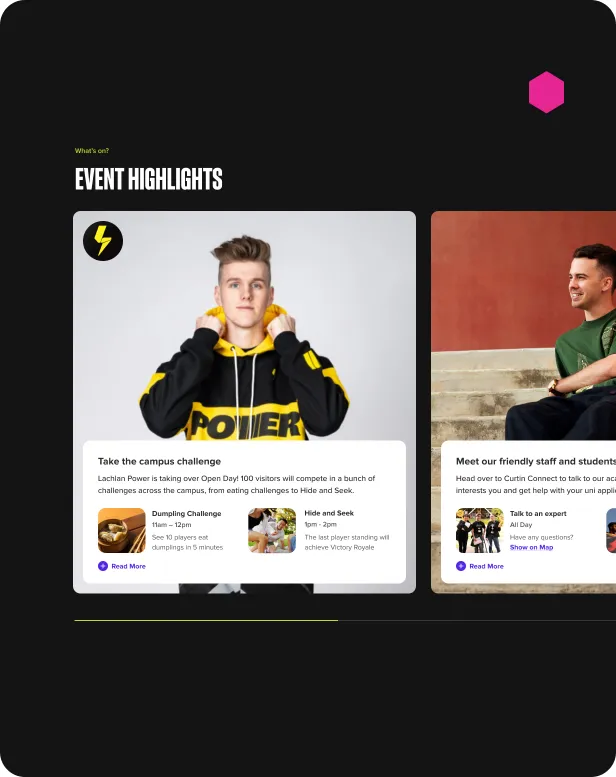 What's on?
EVENT HIGHLIGHTS
POWER
Take the campus challenge
Lachlan Power is taking over Open Day! 100 visitors will compete in a bunch of
challenges across the campus, from eating challenges to Hide and Seek.
Dumpling Challenge
11am – 12pm
See 10 players eat
dumplings in 5 minutes
Hide and Seek
1pm - 2pm
The last player standing will
achieve Victory Royale
Read More
Meet our friendly staff and students
Head over to Curtin Connect to talk to our
interests you and get help with your uni
Talk to an expert
All Day
Have any questions?
Show on Map
Read More